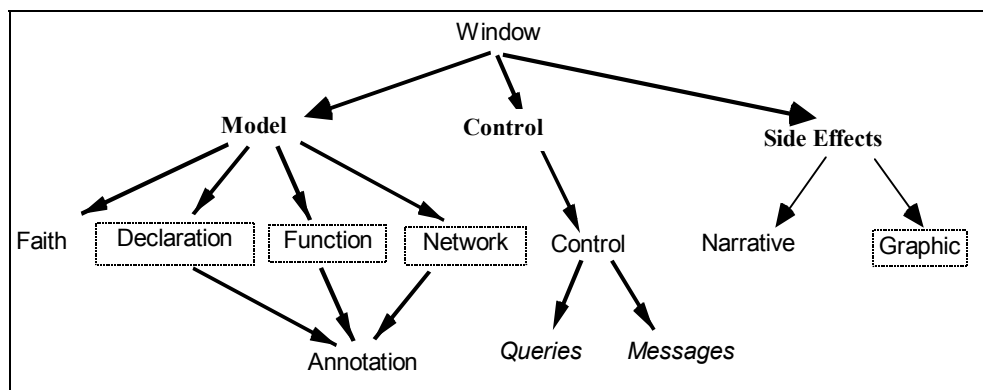 Window
Model
Control
Side Effects
Faith
Declaration
Function
Network
Control
Narrative
Graphic
Annotation
Queries
Messages